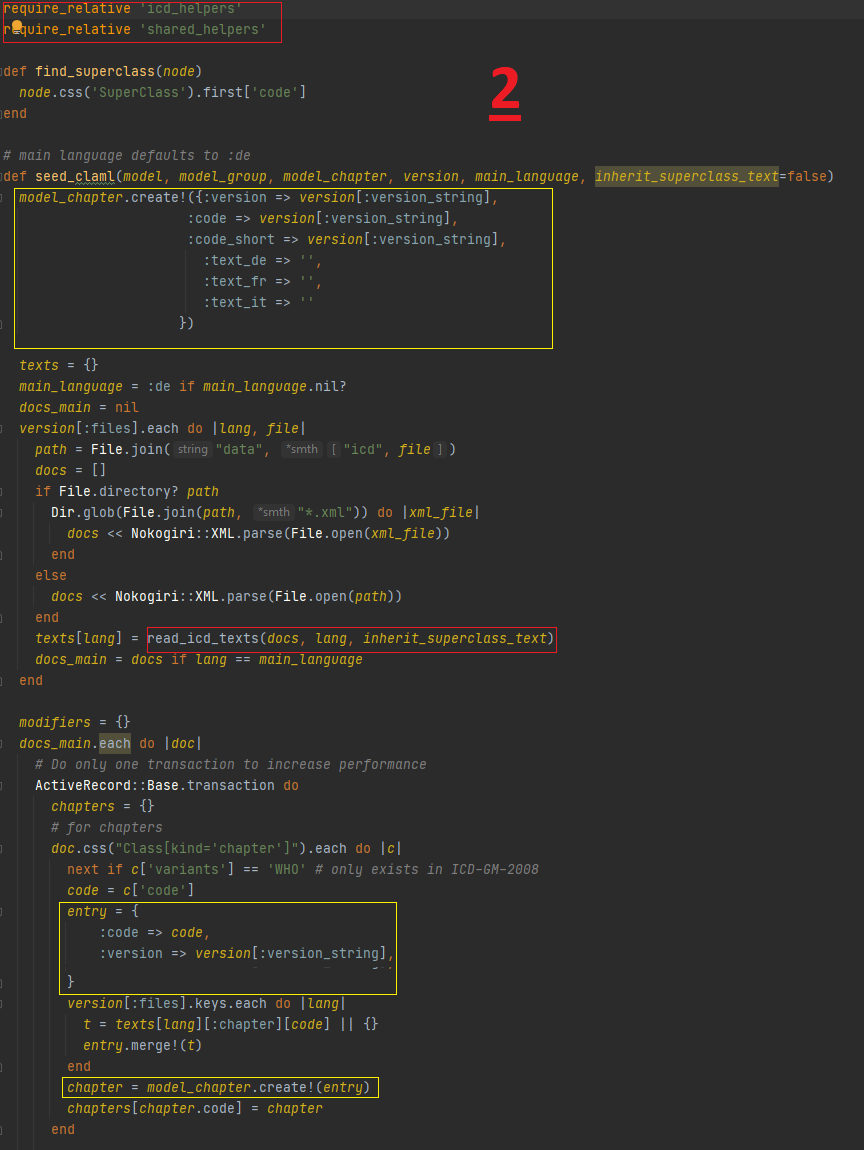 require_relative 'icd_helpers'
require_relative 'shared_helpers'
def find_superclass(node)
  node.css('SuperClass').first['code']
end
2
# main language defaults to :de
def seed_claml(model, model_group, model_chapter, version, main_language, inherit_superclass_text=false)
  model_chapter.create!({:version => version[:version_string],
                     :code => version[:version_string],
                     :code_short => version[:version_string],
                       :text_de => '',
                       :text_fr => '',
                       :text_it => ''
                    })
  texts = {}
  main_language = :de if main_language.nil?
  docs_main = nil
  version[:files].each do |lang, file|
    path = File.join( string "data", *smth ["icd", file])
    docs = []
    if File.directory? path
      Dir.glob(File.join(path, *smth "*.xml")) do |xml_file|
        docs << Nokogiri::XML.parse(File.open(xml_file))
      end
    else
      docs << Nokogiri::XML.parse(File.open(path))
    end
    texts[lang] = read_icd_texts(docs, lang, inherit_superclass_text)
    docs_main = docs if lang == main_language
  end
  modifiers = {}
  docs_main.each do |doc|
    # Do only one transaction to increase performance
    ActiveRecord::Base.transaction do
      chapters = {}
      # for chapters
      doc.css("Class[kind='chapter']").each do |c|
        next if c['variants'] == 'WHO' # only exists in ICD-GM-2008
        code = c['code']
        entry = {
            :code => code,
            :version => version[:version_string],
        }
        version[:files].keys.each do |lang|
          t = texts[lang][:chapter][code] || {}
          entry.merge!(t)
        end
        chapter = model_chapter.create!(entry)
        chapters[chapter.code] = chapter
      end